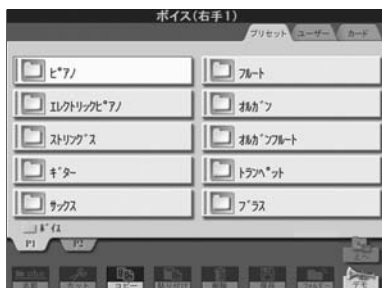 ボイス(右手1)
プリセット ユーザー カード
ピアノ フルート
エレクトリックピアノ オルガン
ストリングス オルガンフルート
ギター トランペット
サックス ブラス
ボイス
P1 P2
上へ
コピー